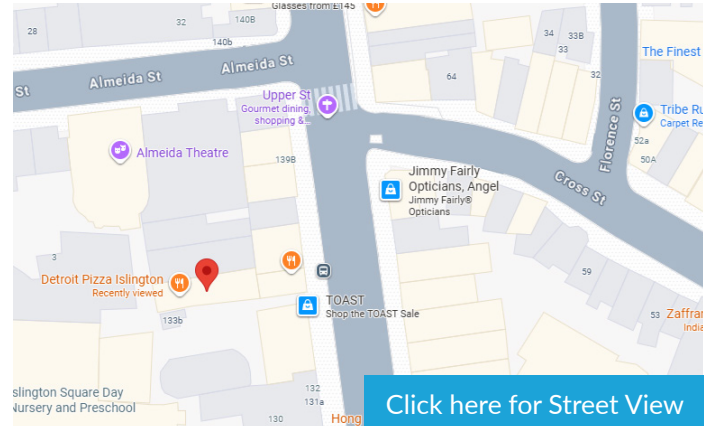 Glasses from £145
28
32
140b
140b
34
33B
33
The Finest
St
Almeida St
Almeida St
64
32
Upper St
Gourmet dining,
shopping &...
Florence St
Tribe Ru
Carpet Re
52a
50A
Almeida Theatre
139B
Jimmy Fairly
Opticians, Angel
Jimmy Fairly®
Opticians
Cross St
3
Detroit Pizza Islington
Recently viewed
59
TOAST
Shop the TOAST Sale
133b
53
Zaffran
India
slington Square Day
Nursery and Preschool
132
131a
130
Hong
Click here for Street View